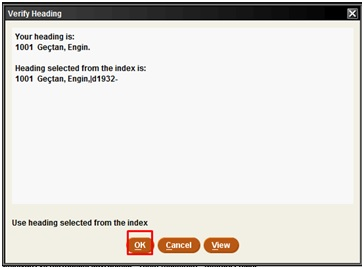 Verify Heading
Your heading is:
1001 Geçtan, Engin.
Heading selected from the index is:
1001 Geçtan, Engin,|d1932-
Use heading selected from the index
OK Cancel View